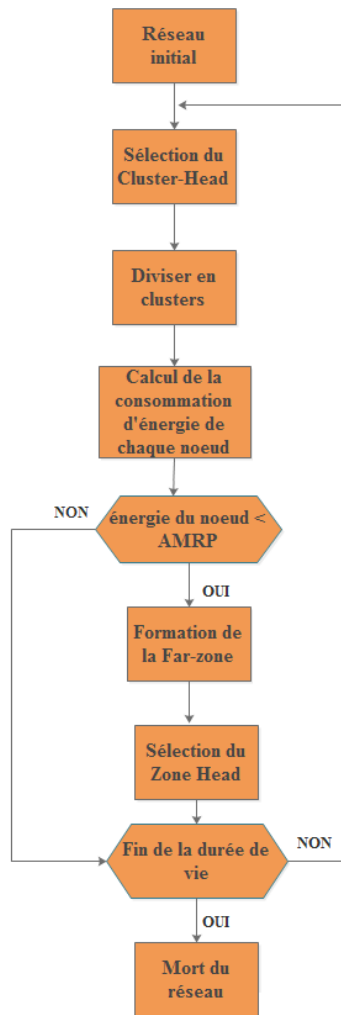 Réseau
initial
Sélection du
Cluster-Head
Diviser en
clusters
Calcul de la
consommation
d'énergie de
chaque noeud
NON
énergie du noeud <
AMRP
OUI
Formation de
la Far-zone
Sélection du
Zone Head
Fin de la durée de
vie
NON
OUI
Mort du
réseau